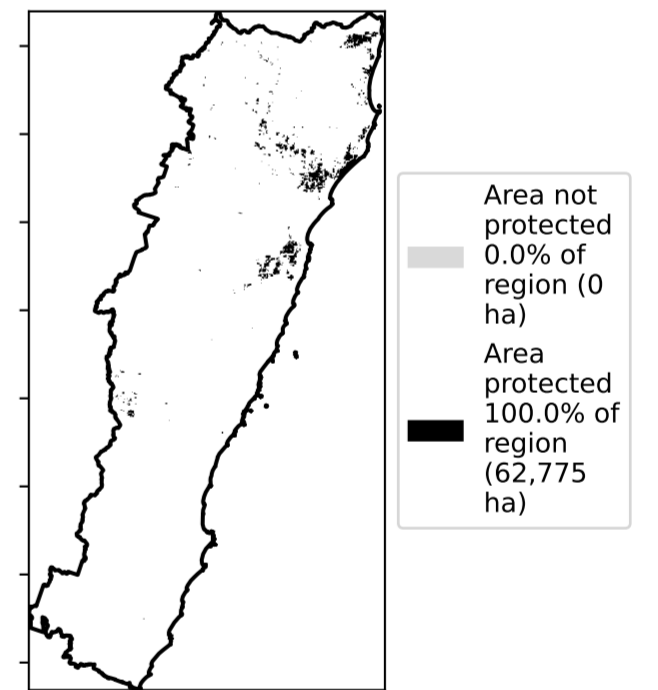 Area not
protected
0.0% of
region (0
ha)
Area
protected
100.0% of
region
(62,775
ha)